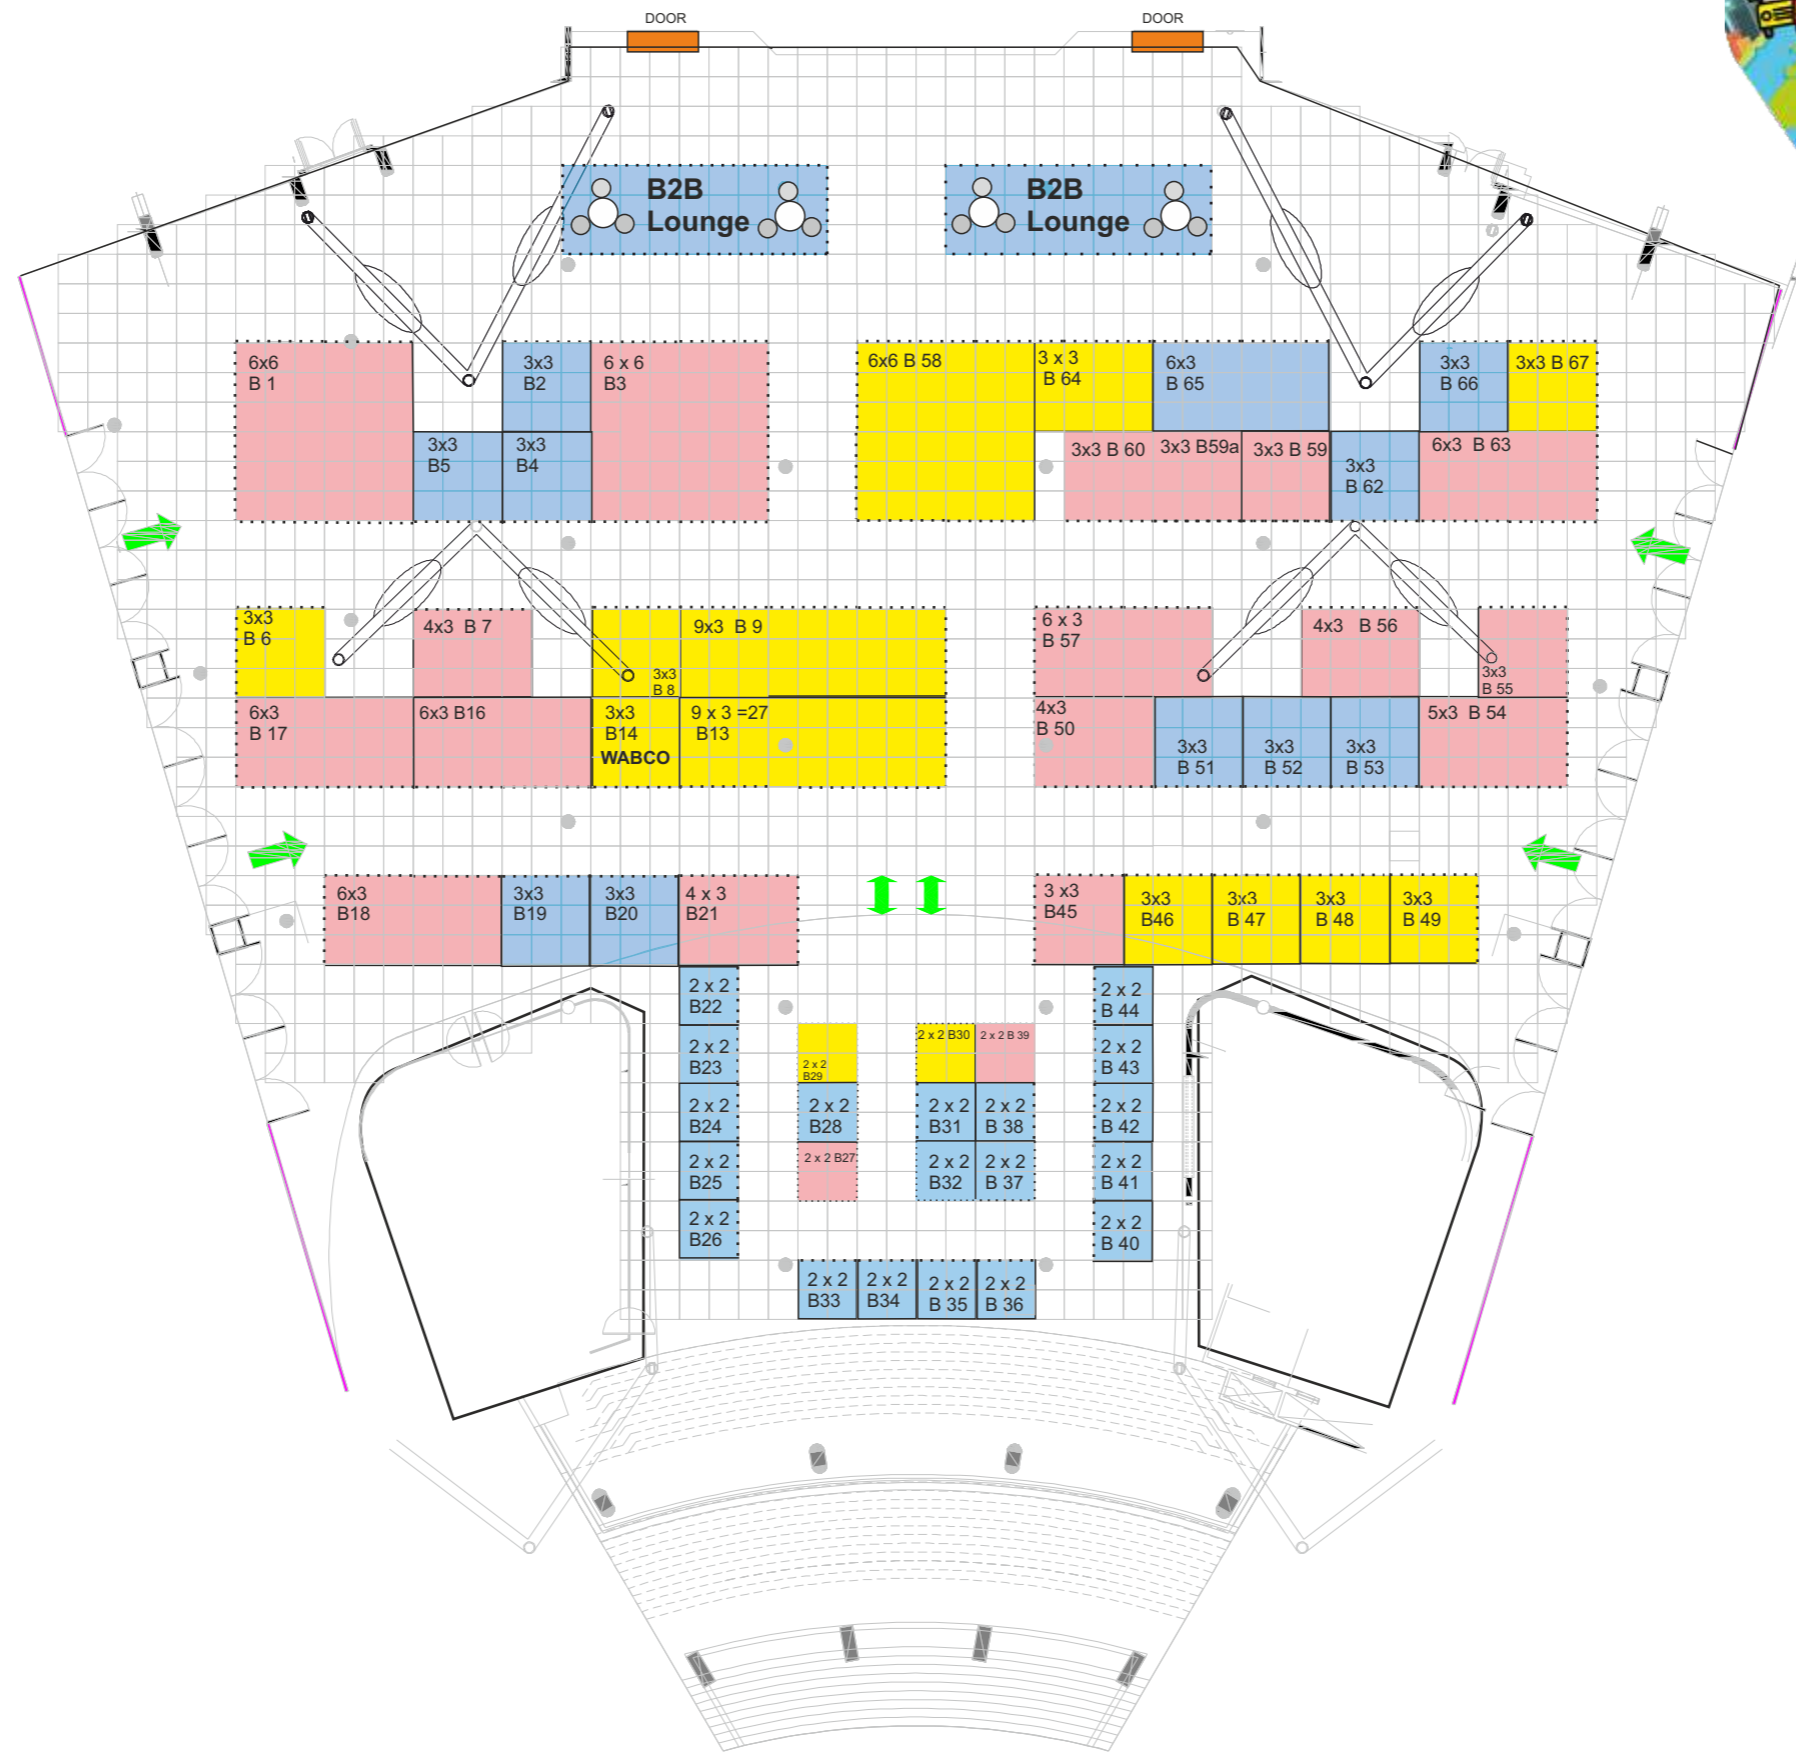 DOOR
DOOR
B2B
Lounge
B2B
Lounge
6x6
B 1
3x3
B2
6 x 6
B3
3x3
B5
3x3
B4
6x6 B 58
3 x 3
B 64
6x3
B 65
3x3
B 66
3x3 B 67
3x3 B 60
3x3 B59a
3x3 B 59
3x3
B 62
6x3 B 63
3x3
B 6
4x3 B 7
3x3
B 8
9x3 B 9
6x3
B 17
6x3 B16
3x3
B14
WABCO
9 x 3 =27
B13
6 x 3
B 57
4x3 B 56
3x3
B 55
4x3
B 50
3x3
B 51
3x3
B 52
3x3
B 53
5x3 B 54
6x3
B18
3x3
B19
3x3
B20
4 x 3
B21
3 x3
B45
3x3
B46
3x3
B 47
3x3
B 48
3x3
B 49
2 x 2
B22
2 x 2
B23
2 x 2
B24
2 x 2
B25
2 x 2
B26
2 x 2
B29
2 x 2
B28
2 x 2 B27
2 x 2 B30
2 x 2 B 39
2 x 2
B31
2 x 2
B 38
2 x 2
B32
2 x 2
B 37
2 x 2
B 44
2 x 2
B 43
2 x 2
B 42
2 x 2
B 41
2 x 2
B 40
2 x 2
B33
2 x 2
B34
2 x 2
B 35
2 x 2
B 36